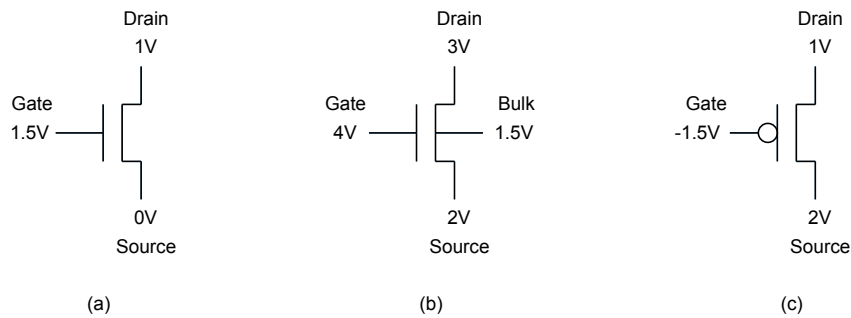 Drain
1V
Gate
1.5V
0V
Source
(a)
Drain
3V
Gate
4V
Bulk
1.5V
2V
Source
(b)
Drain
1V
Gate
-1.5V
2V
Source
(c)